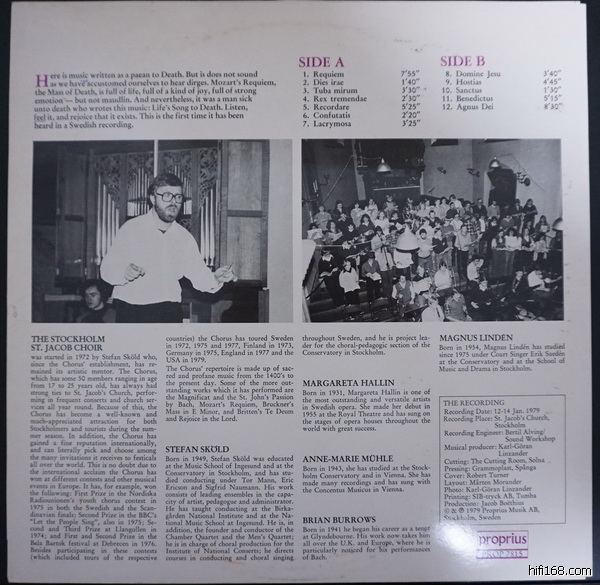 Here is music written as a paean to Death. But is does not sound
as we have accustomed ourselves to hear dirges. Mozart's Requiem,
the Mass of Death, is full of life, full of a kind of joy, full of strong
emotion — but not maudlin. And nevertheless, it was a man sick
unto death who wrotes this music: Life's Song to Death. Listen,
feel it, and rejoice that it exists. This is the first time it has been
heard in a Swedish recording.
SIDE A
1. Requiem 7'55"
2. Dies irae 1'40"
3. Tuba mirum 3'30"
4. Rex tremendae 2'30"
5. Recordare 5'25"
6. Confutatis 2'20"
7. Lacrymosa 3'25"
SIDE B
8. Domine Jesu 3'40"
9. Hostias 4'45"
10. Sanctus 1'30"
11. Benedictus 5'15"
12. Agnus Dei 8'30"
THE STOCKHOLM
ST. JACOB CHOIR
was started in 1972 by Stefan Sköld who,
since the Chorus' establishment, has re-
mained its artistic mentor. The Chorus,
which has some 50 members ranging in age
from 17 to 25 years old, has always had
strong ties to St. Jacob's Church, perfor-
ming in frequent concerts and church ser-
vices all year round. Because of this, the
Chorus has become a well-known and
much-appreciated attraction for both
Stockholmers and tourists during the sum-
mer season. In addition, the Chorus has
gained a fine reputation internationally,
and can literally pick and choose among
the many invitations it receives to festivals
all over the world. This is no doubt due to
the international acclaim the Chorus has
won at different contests and other musical
events in Europe. It has, for example, won
the following: First Prize in the Nordiska
Radiounionen's youth chorus contest in
1975 in both the Swedish and the Scan-
dinavian finals; Second Prize in the BBC's
"Let the People Sing", also in 1975; Se-
cond and Third Prize at Llangollen in
1974; and First and Second Prize in the
Bela Bartok festival at Debrecen in 1976.
Besides participating in these contests
(which included tours of the respective
countries) the Chorus has toured Sweden
in 1972, 1975 and 1977, Finland in 1973,
Germany in 1975, England in 1977 and the
USA in 1979.
The Chorus' repertoire is made up of sac-
red and profane music from the 1400's to
the present day. Some of the more out-
standing works which it has performed are
the Magnificat and the St. John's Passion
by Bach, Mozart's Requiem, Bruckner's
Mass in E Minor, and Britten's Te Deum
and Rejoice in the Lord.
STEFAN SKÖLD
Born in 1949, Stefan Sköld was educated
at the Music School of Ingesund and at the
Conservatory in Stockholm, and has stu-
died conducting under Tor Mann, Eric
Ericson and Sigfrid Naumann. His work
consists of leading ensembles in the capa-
city of artist, pedagogue and administrator.
He has taught conducting at the Birka-
gården National Institute and at the Na-
tional Music School at Ingesund. He is, in
addition, the founder and conductor of the
Chamber Quartet and the Men's Quartet;
he is in charge of choral production for the
Institute of National Concerts; he directs
courses in conducting and choral singing
throughout Sweden, and he is project lea-
der for the choral-pedagogic section of the
Conservatory in Stockholm.
MARGARETA HALLIN
Born in 1931, Margareta Hallin is one of
the most outstanding and versatile artists
in Swedish opera. She made her debut in
1955 at the Royal Theatre and has sung on
the stages of opera houses throughout the
world with great success.
ANNE-MARIE MÜHLE
Born in 1943, she has studied at the Stock-
holm Conservatory and in Vienna. She has
made many recordings and has sung with
the Concentus Musicus in Vienna.
BRIAN BURROWS
Born in 1941 he began his career as a tenor
at Glyndebourne. His work now takes him
all over the U.K. and Europe, where he is
particularly noticed for his performances
of Bach.
MAGNUS LINDÉN
Born in 1954, Magnus Lindén has studied
since 1975 under Court Singer Erik Saedén
at the Conservatory and at the School of
Music and Drama in Stockholm.
THE RECORDING
Recording Date: 12-14 Jan. 1979
Recording Place: St. Jacob's Church,
Stockholm
Recording Engineer: Bertil Alving/
Sound Workshop
Musical producer: Karl-Göran
Linzander
Cutting: The Cutting Room, Solna
Pressing: Grammoplast, Spånga
Cover: Robert Turner
Layout: Mårten Morander
Photo: Karl-Göran Linzander
Printing: SIB-tryck AB, Tumba
Production: Jacob Boëthius
© & ℗ 1979 Proprius Musik AB,
Stockholm, Sweden
proprius
PROP 7815
hifi168.com